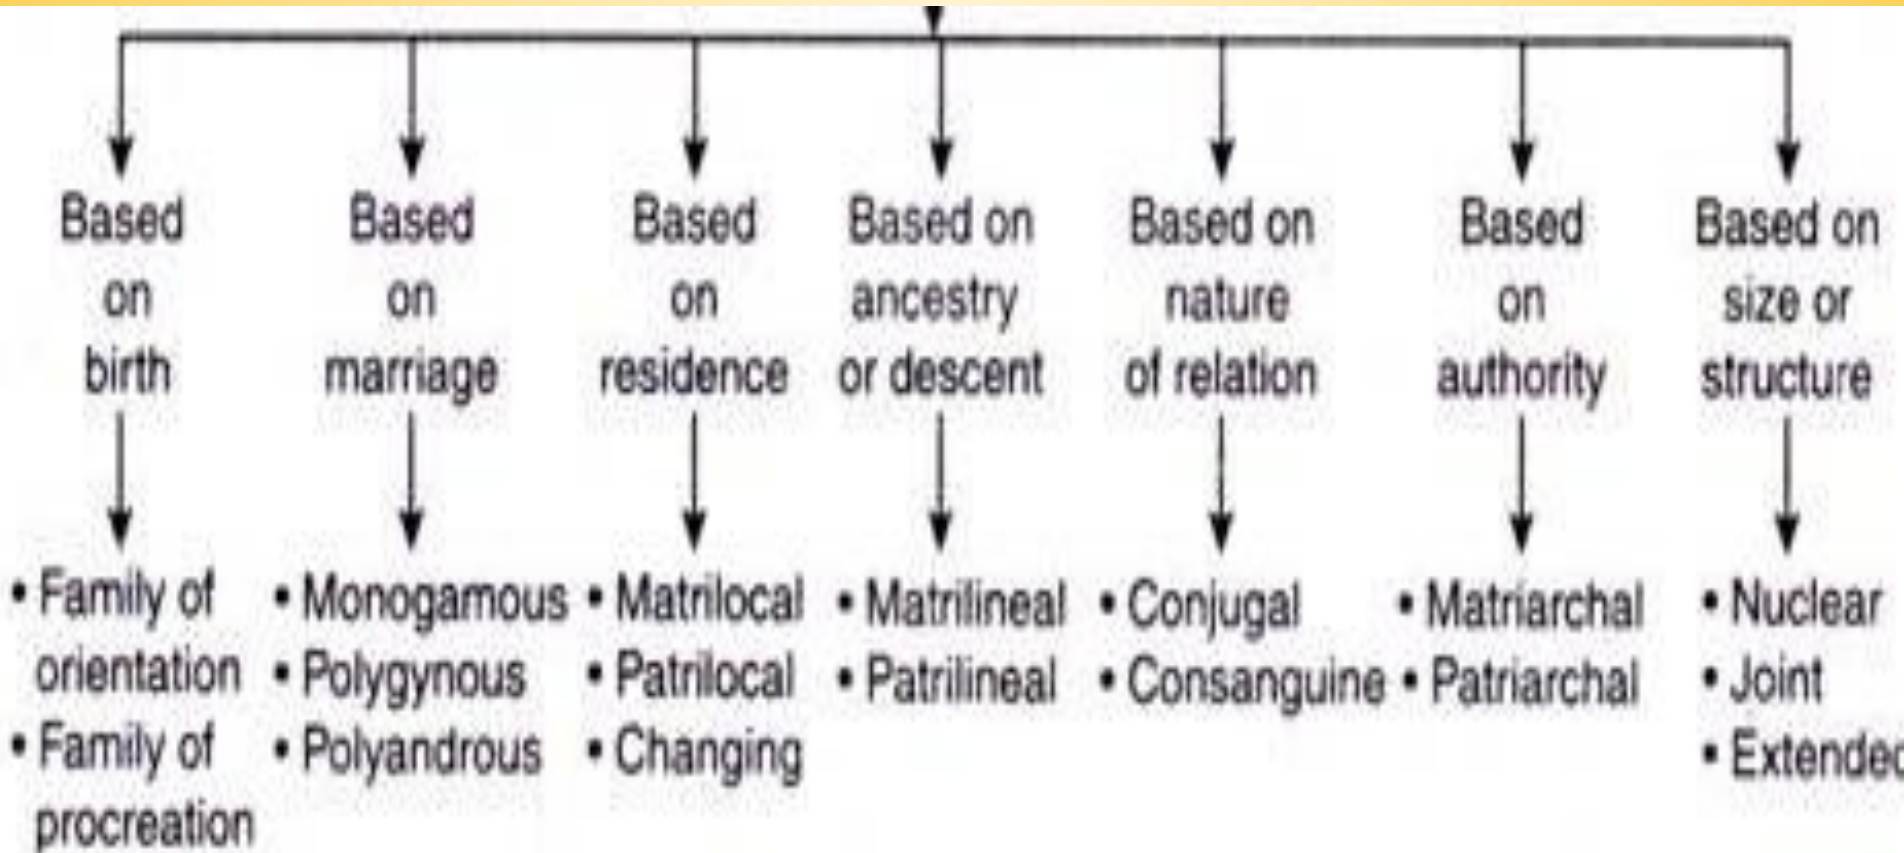 Based
on
birth
• Family of
orientation
• Family of
procreation
Based
on
marriage
• Monogamous
• Polygynous
• Polyandrous
Based
on
residence
• Matrilocal
• Patrilocal
• Changing
Based on
ancestry
or descent
• Matrilineal
• Patrilineal
Based on
nature
of relation
• Conjugal
• Consanguine
Based
on
authority
• Matriarchal
• Patriarchal
Based on
size or
structure
• Nuclear
• Joint
• Extended